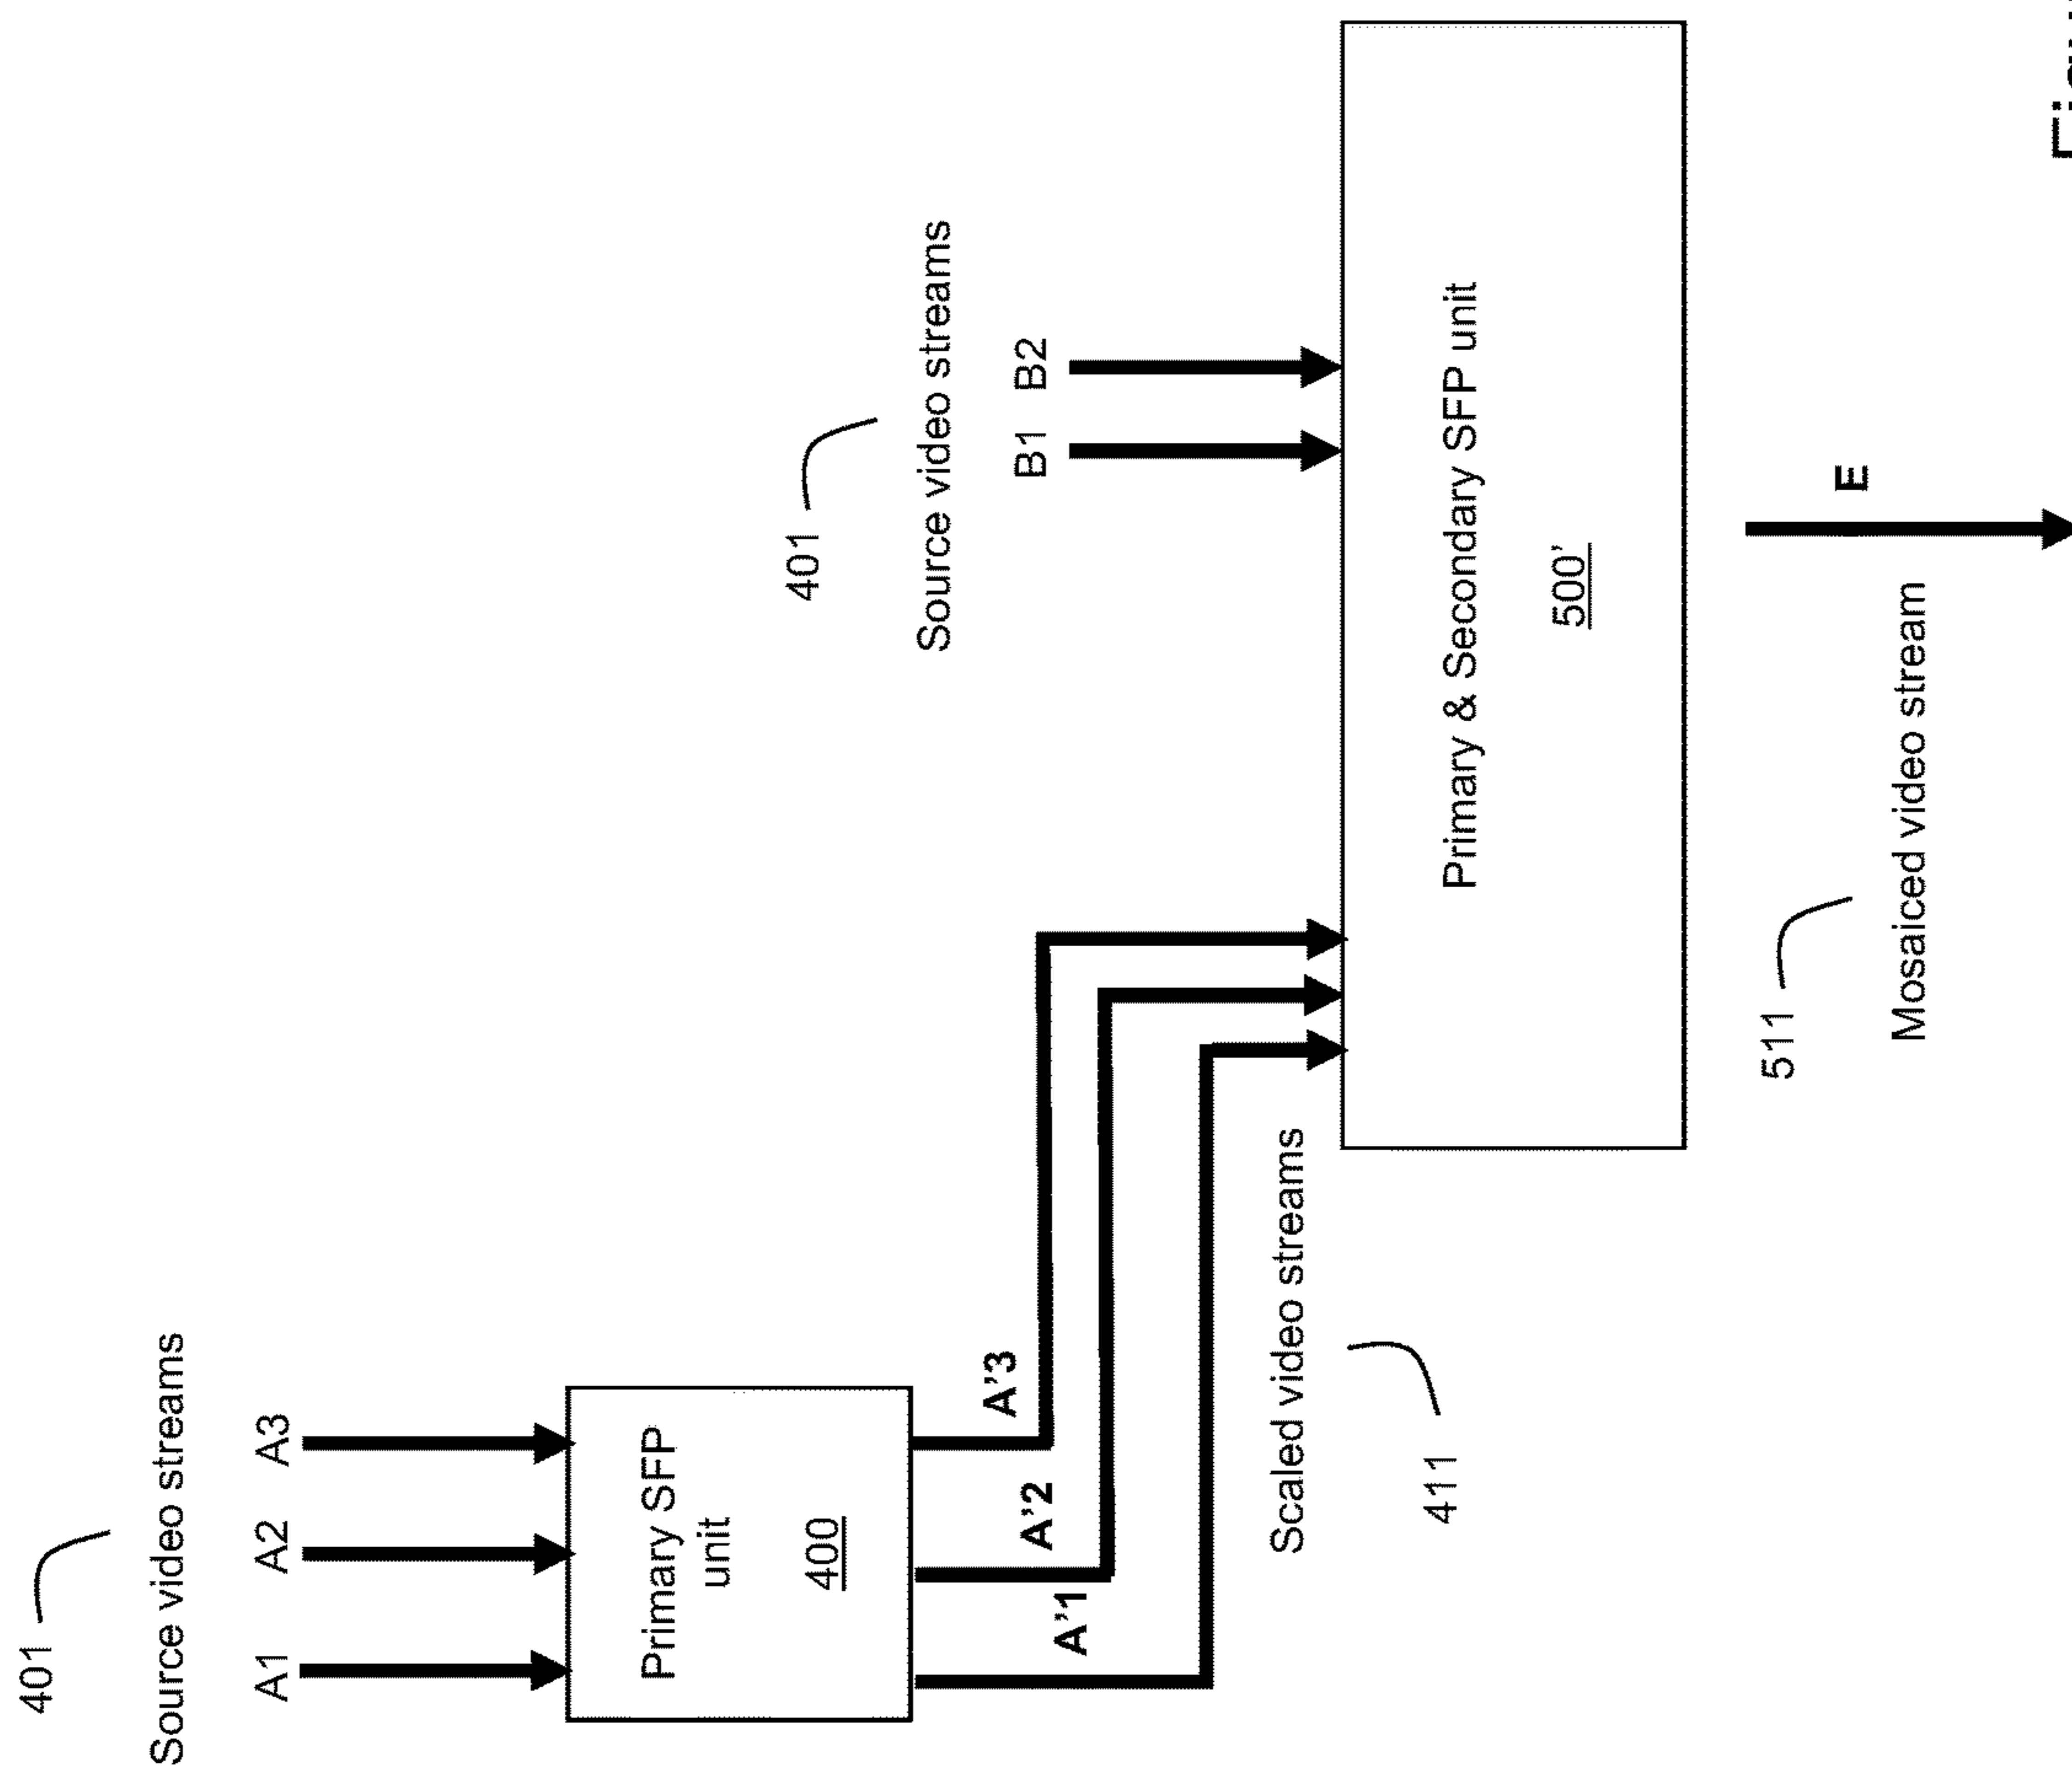 401
Source video streams
A1 A2 A3
Primary SFP
unit
400
A'1 A'2 A'3
Scaled video streams
411
401
Source video streams
B1 B2
Primary & Secondary SFP unit
500'
511
Mosaiced video stream
E